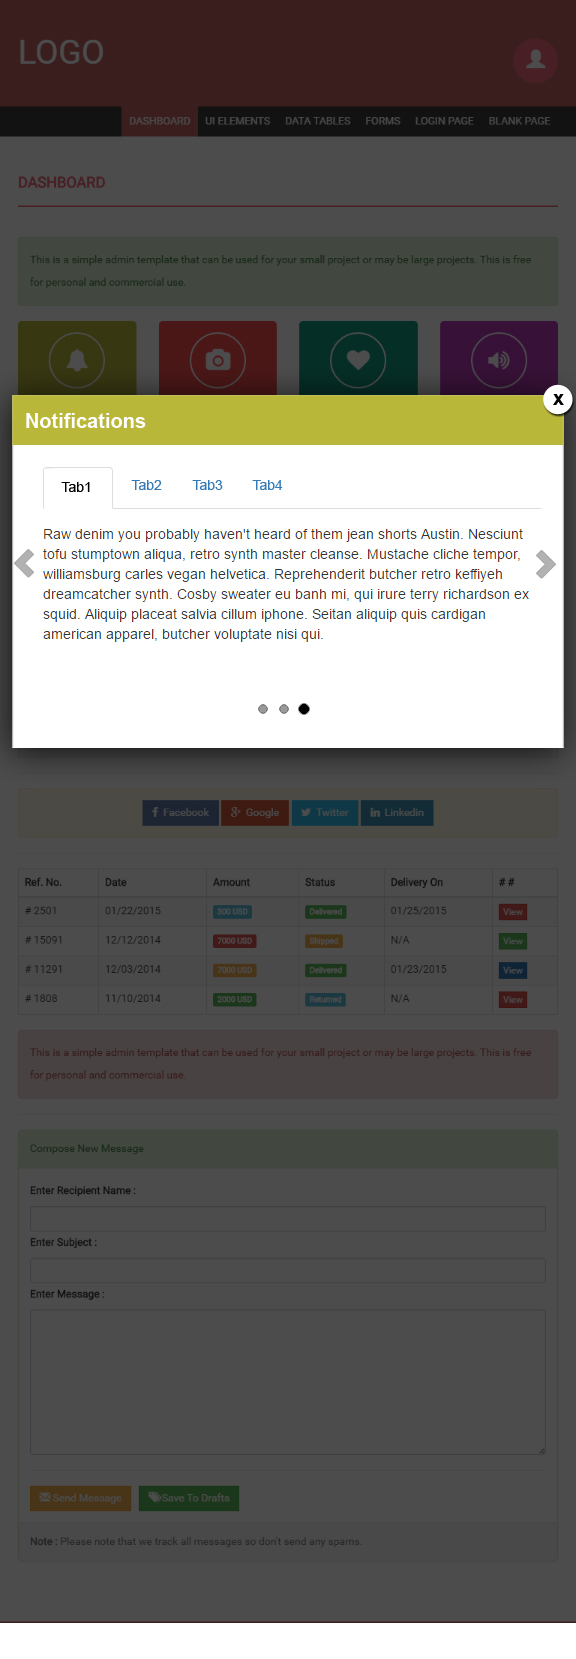 LOGO
DASHBOARD UI ELEMENTS DATA TABLES FORMS LOGIN PAGE BLANK PAGE
DASHBOARD
This is a simple admin template that can be used for your small project or may be large projects. This is free
for personal and commercial use.
x
Notifications
Tab1 Tab2 Tab3 Tab4
Raw denim you probably haven't heard of them jean shorts Austin. Nesciunt
tofu stumptown aliqua, retro synth master cleanse. Mustache cliche tempor,
williamsburg carles vegan helvetica. Reprehenderit butcher retro keffiyeh
dreamcatcher synth. Cosby sweater eu banh mi, qui irure terry richardson ex
squid. Aliquip placeat salvia cillum iphone. Seitan aliquip quis cardigan
american apparel, butcher voluptate nisi qui.
Facebook Google Twitter Linkedin
Ref. No. Date Amount Status Delivery On # #
# 2501 01/22/2015 300 USD Delivered 01/25/2015 View
# 15091 12/12/2014 7000 USD Shipped N/A View
# 11291 12/03/2014 7000 USD Delivered 01/23/2015 View
# 1808 11/10/2014 2000 USD Returned N/A View
This is a simple admin template that can be used for your small project or may be large projects. This is free
for personal and commercial use.
Compose New Message
Enter Recipient Name :
Enter Subject :
Enter Message :
Send Message Save To Drafts
Note : Please note that we track all messages so don't send any spams.